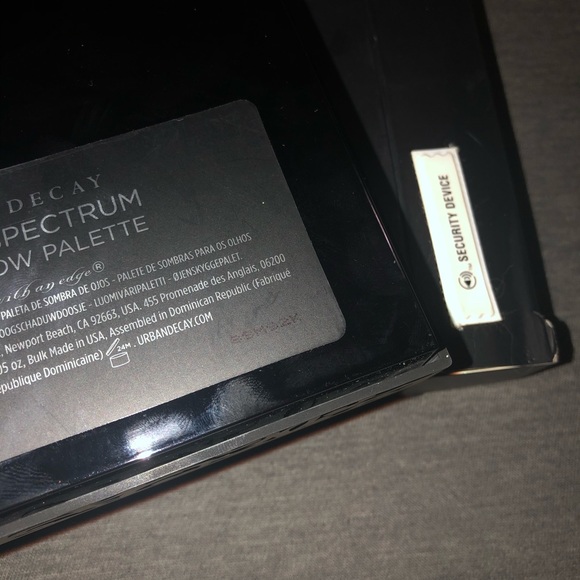 DECAY
SPECTRUM
OW PALETTE
edge®
PALETA DE SOMBRA DE OJOS - PALETE DE SOMBRAS PARA OS OLHOS
OOGSCHADUWDOOSJE - LUOMIVÄRIPALETTI - ØJENSKYGGEPALET.
, Newport Beach, CA 92663, USA. 455 Promenade des Anglais, 06200
05 oz, Bulk Made in USA, Assembled in Dominican Republic (Fabriqué
épublique Dominicaine) 24M . URBANDECAY.COM
SECURITY DEVICE